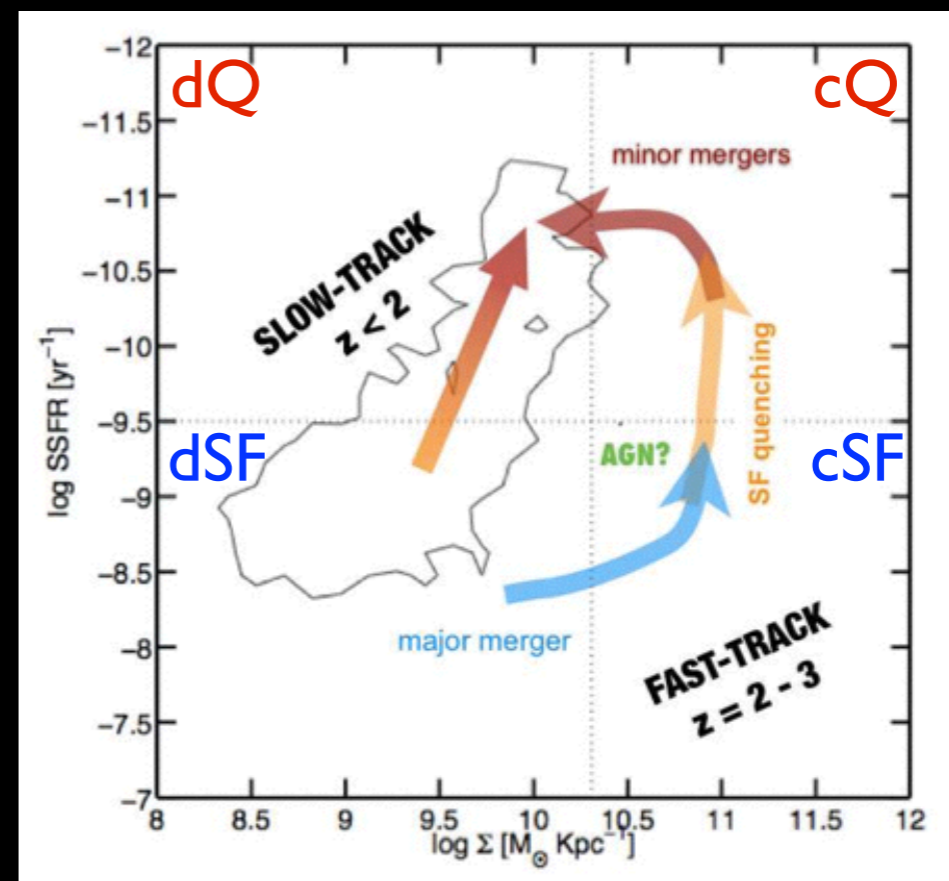 −12
dQ
cQ
−11.5
minor mergers
−11
−10.5
SLOW-TRACK
z < 2
−10
SF quenching
log SSFR [yr⁻¹]
−9.5
dSF
AGN?
cSF
−9
−8.5
major merger
−8
FAST-TRACK
z = 2 - 3
−7.5
−7
8
8.5
9
9.5
10
10.5
11
11.5
12
log Σ [M⊙ Kpc⁻¹]